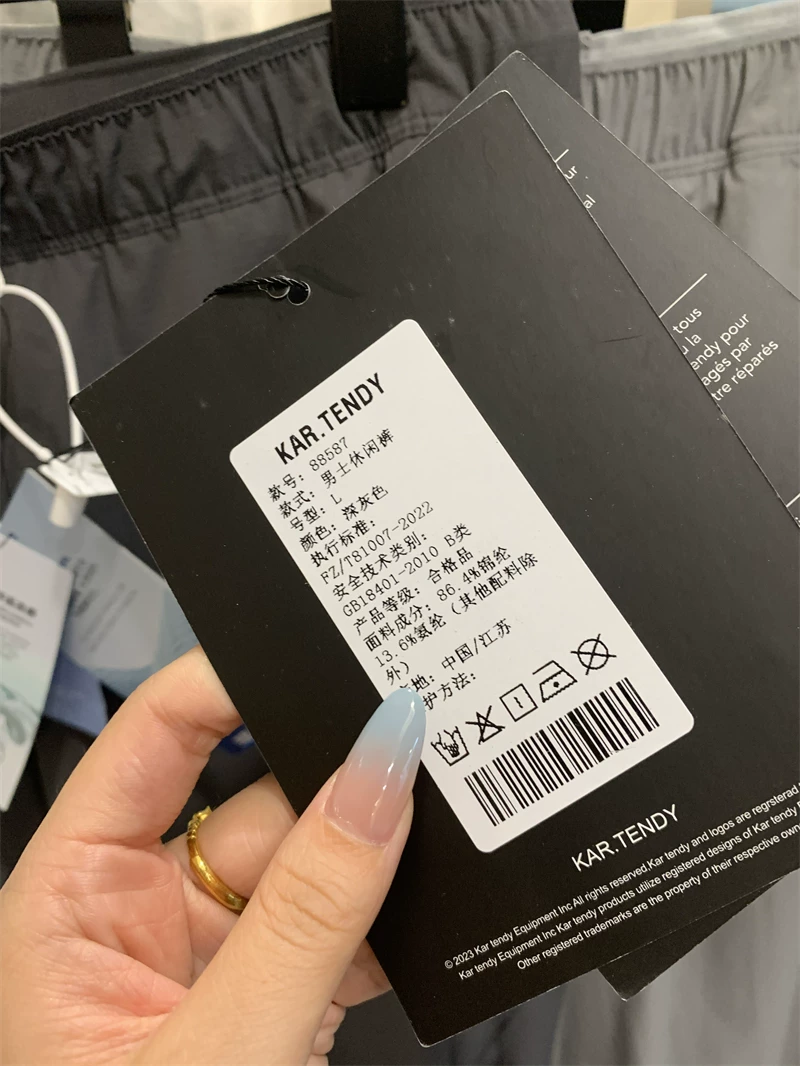 KAR.TENDY
款号: 88587
款式: 男士休闲裤
号型: L
颜色: 深灰色
执行标准:
FZ/T81007-2022
安全技术类别:
GB18401-2010 B类
产品等级: 合格品
面料成分: 86.4%锦纶
13.6%氨纶 (其他配料除
外)
地: 中国/江苏
护方法:
KAR.TENDY
© 2023 Kar tendy Equipment Inc All rights reserved.Kar tendy and logos are regrsterad
Kar tendy Equipment Inc Kar tendy products utilize registered designs of Kar tendy
Other registered trademarks are the property of their respective own
ur
al
tous
la
endy pour
agés par
tre réparés